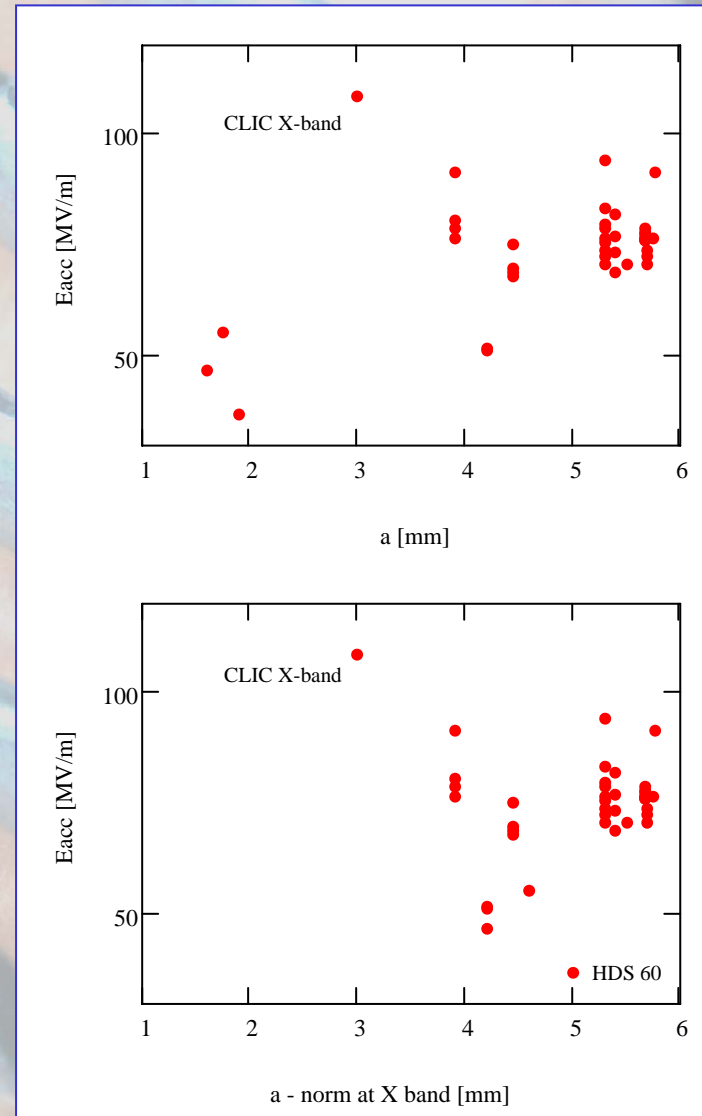 CLIC X-band
100
50
Eacc [MV/m]
1 2 3 4 5 6
a [mm]
CLIC X-band
100
50
HDS 60
Eacc [MV/m]
1 2 3 4 5 6
a - norm at X band [mm]